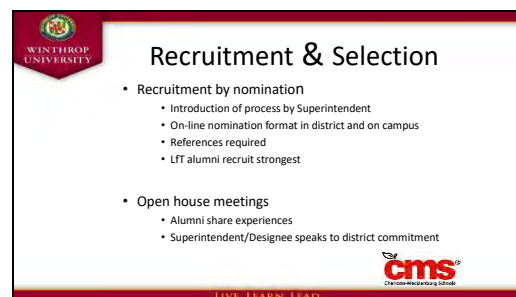 WINTHROP
UNIVERSITY
Recruitment & Selection
• Recruitment by nomination
• Introduction of process by Superintendent
• On-line nomination format in district and on campus
• References required
• LfT alumni recruit strongest
• Open house meetings
• Alumni share experiences
• Superintendent/Designee speaks to district commitment
cms
Charlotte-Mecklenburg Schools
LIVE. LEARN. LEAD.